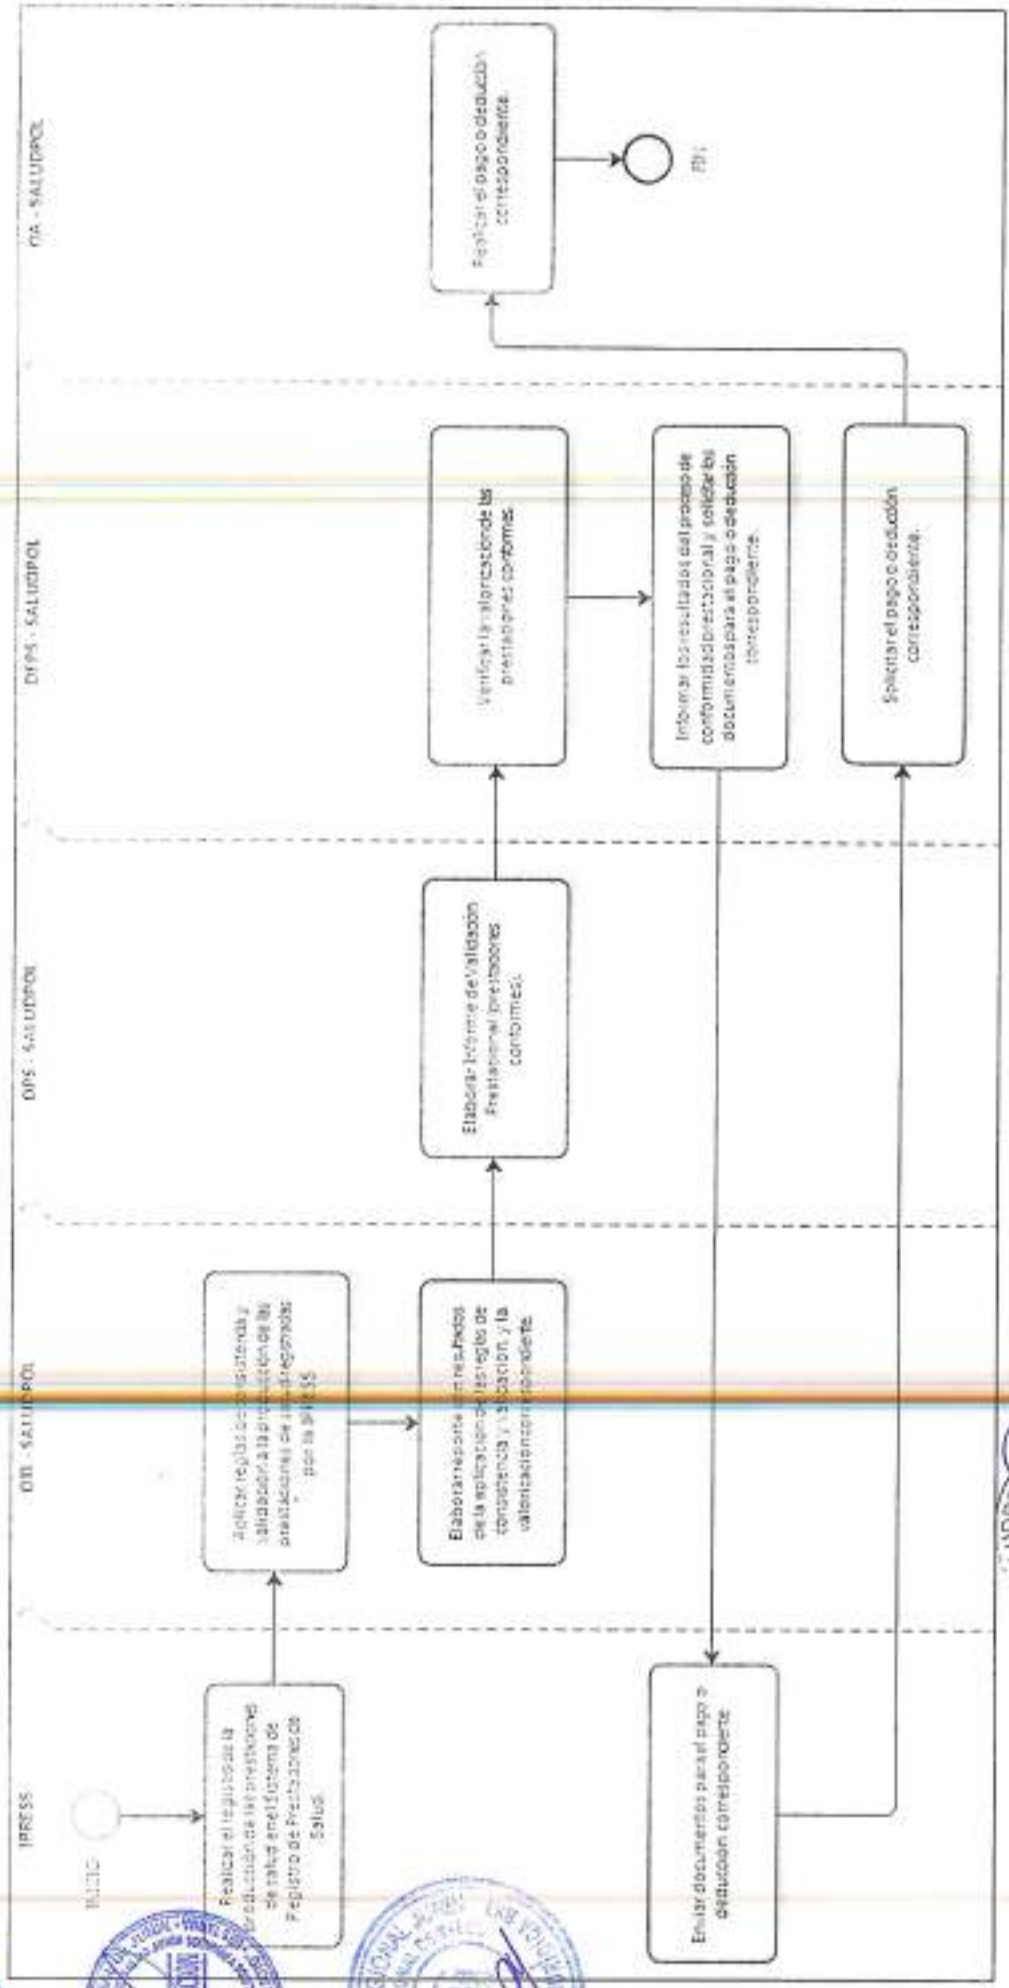 IPRESS
INICIO
Realizar el registro de la
producción de las prestaciones
de salud en el Sistema de
Registro de Prestaciones de
Salud.
Enviar documentos para el pago o
deducción correspondiente
OTI - SALUDPOL
Aplicar reglas de consistencia y
validación a la producción de las
prestaciones de salud registradas
por la IPRESS
Elaborar reporte con resultados
de la aplicación de las reglas de
consistencia y validación, y la
valorización correspondiente.
DPS - SALUDPOL
Elaborar Informe de Validación
Prestacional (prestaciones
conformes).
DFPS - SALUDPOL
Verificar la valorización de las
prestaciones conformes.
Informar los resultados del proceso de
conformidad prestacional y solicitar los
documentos para el pago o deducción
correspondiente.
Solicitar el pago o deducción
correspondiente.
OA - SALUDPOL
Realizar el pago o deducción
correspondiente.
FIN